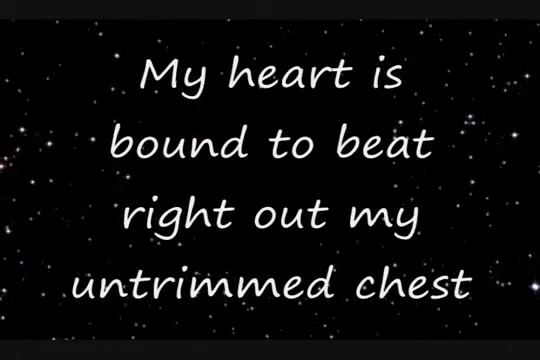 My heart is
bound to beat
right out my
untrimmed chest